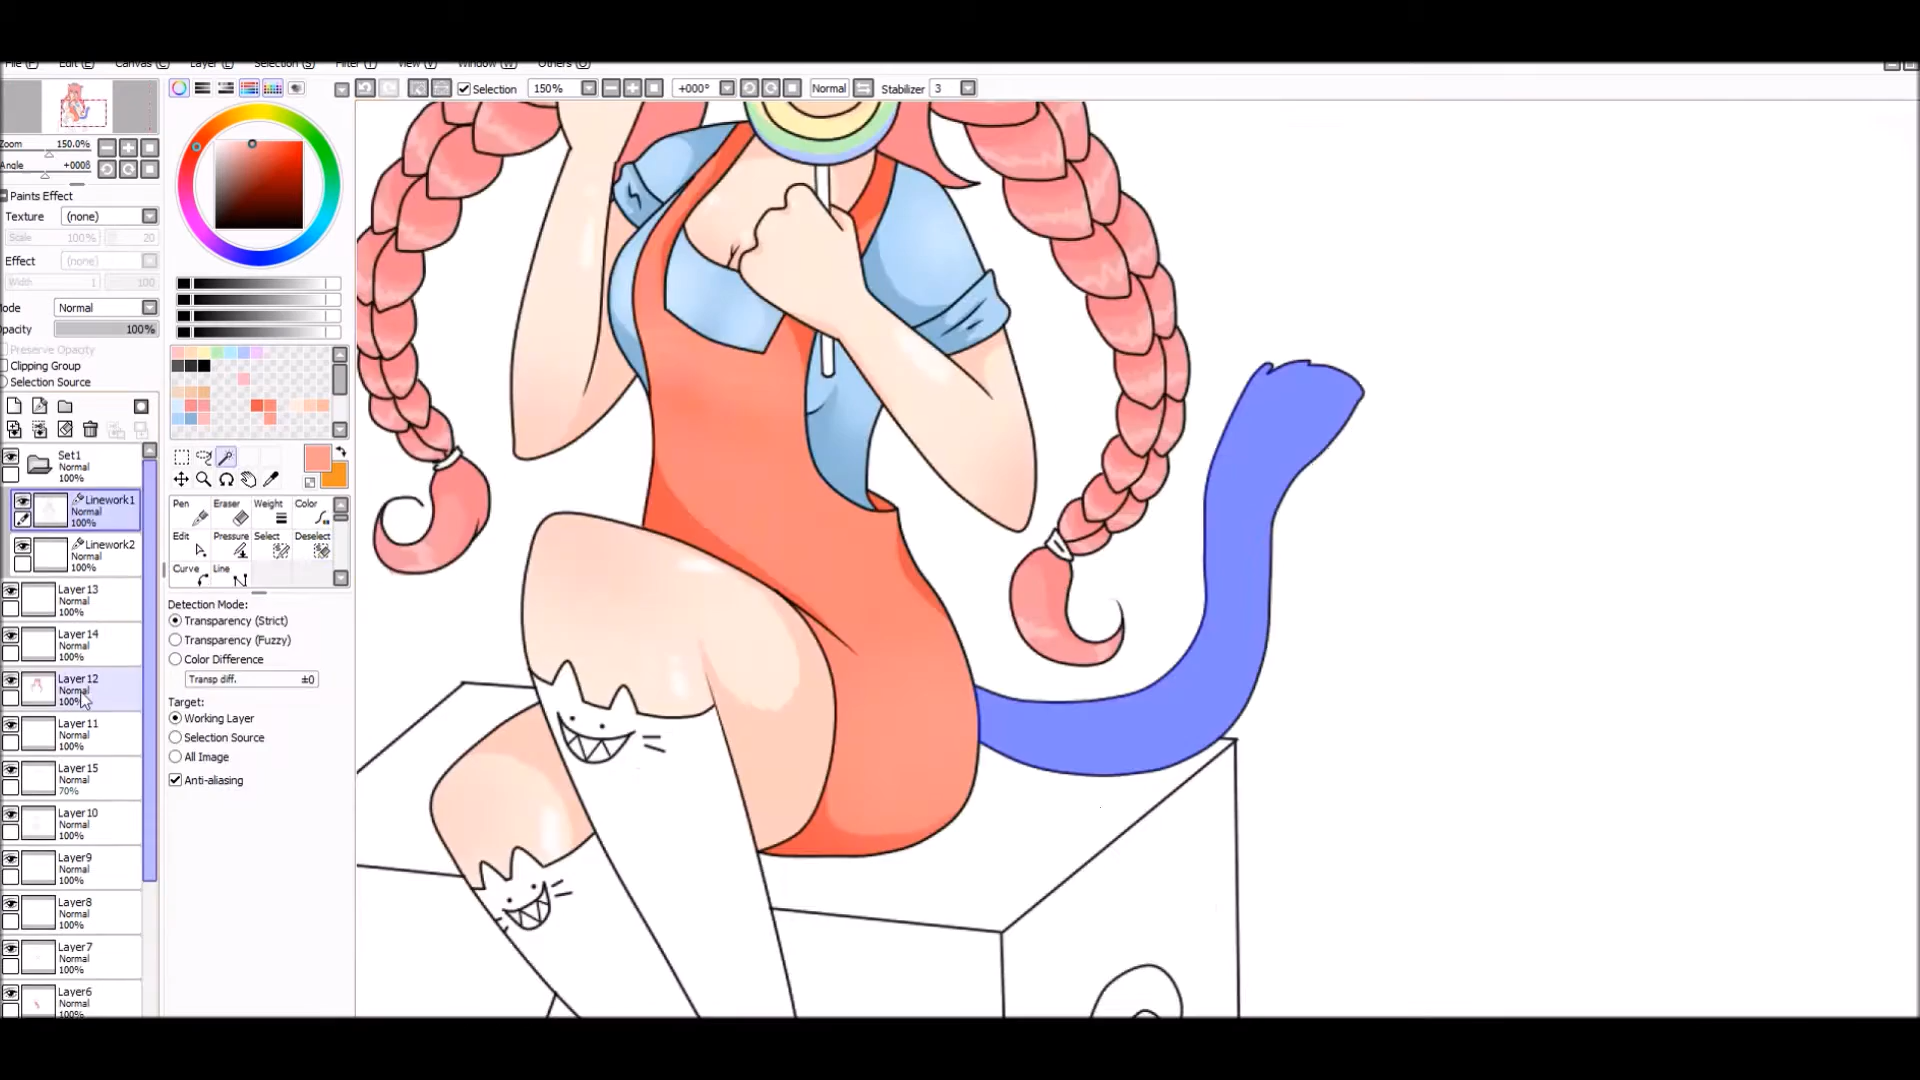 File (F) Edit (E) Canvas (C) Layer (L) Selection (S) Filter (T) View (V) Window (W) Others (O)
Selection 150% +000° Normal Stabilizer 3
Zoom 150.0%
Angle +000β
Paints Effect
Texture (none)
Scale 100% 20
Effect (none)
Width 1 100
Mode Normal
Opacity 100%
Preserve Opacity
Clipping Group
Selection Source
Set1
Normal
100%
Linework1
Normal
100%
Linework2
Normal
100%
Layer13
Normal
100%
Layer14
Normal
100%
Layer12
Normal
100%
Layer11
Normal
100%
Layer15
Normal
70%
Layer10
Normal
100%
Layer9
Normal
100%
Layer8
Normal
100%
Layer7
Normal
100%
Layer6
Normal
100%
Pen Eraser Weight Color
Edit Pressure Select Deselect
Curve Line
Detection Mode:
Transparency (Strict)
Transparency (Fuzzy)
Color Difference
Transp diff. ±0
Target:
Working Layer
Selection Source
All Image
Anti-aliasing